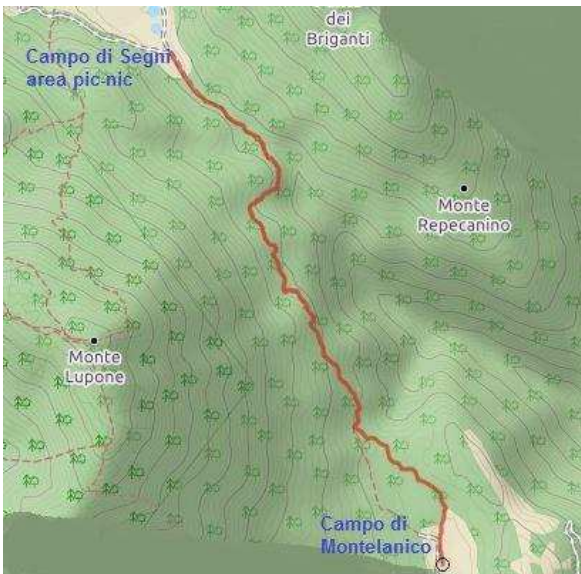 dei
Briganti
Campo di Segni
area pic-nic
Monte
Repecanino
Monte
Lupone
Campo di
Montelanico